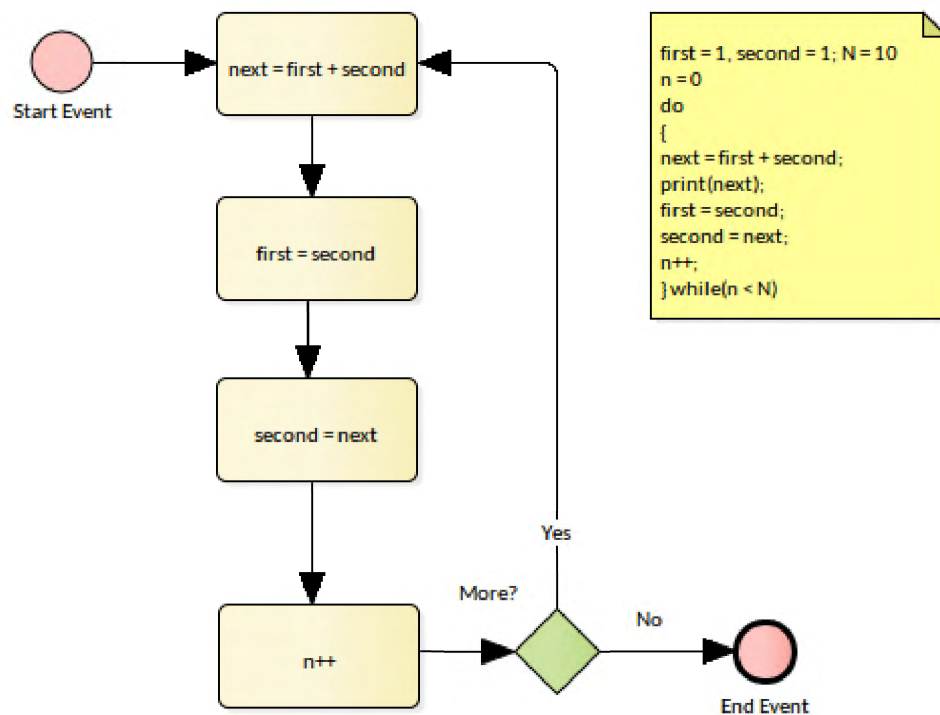 Start Event
next = first + second
first = second
second = next
n++
More?
Yes
No
End Event
first = 1, second = 1; N = 10
n = 0
do
{
next = first + second;
print(next);
first = second;
second = next;
n++;
} while(n < N)